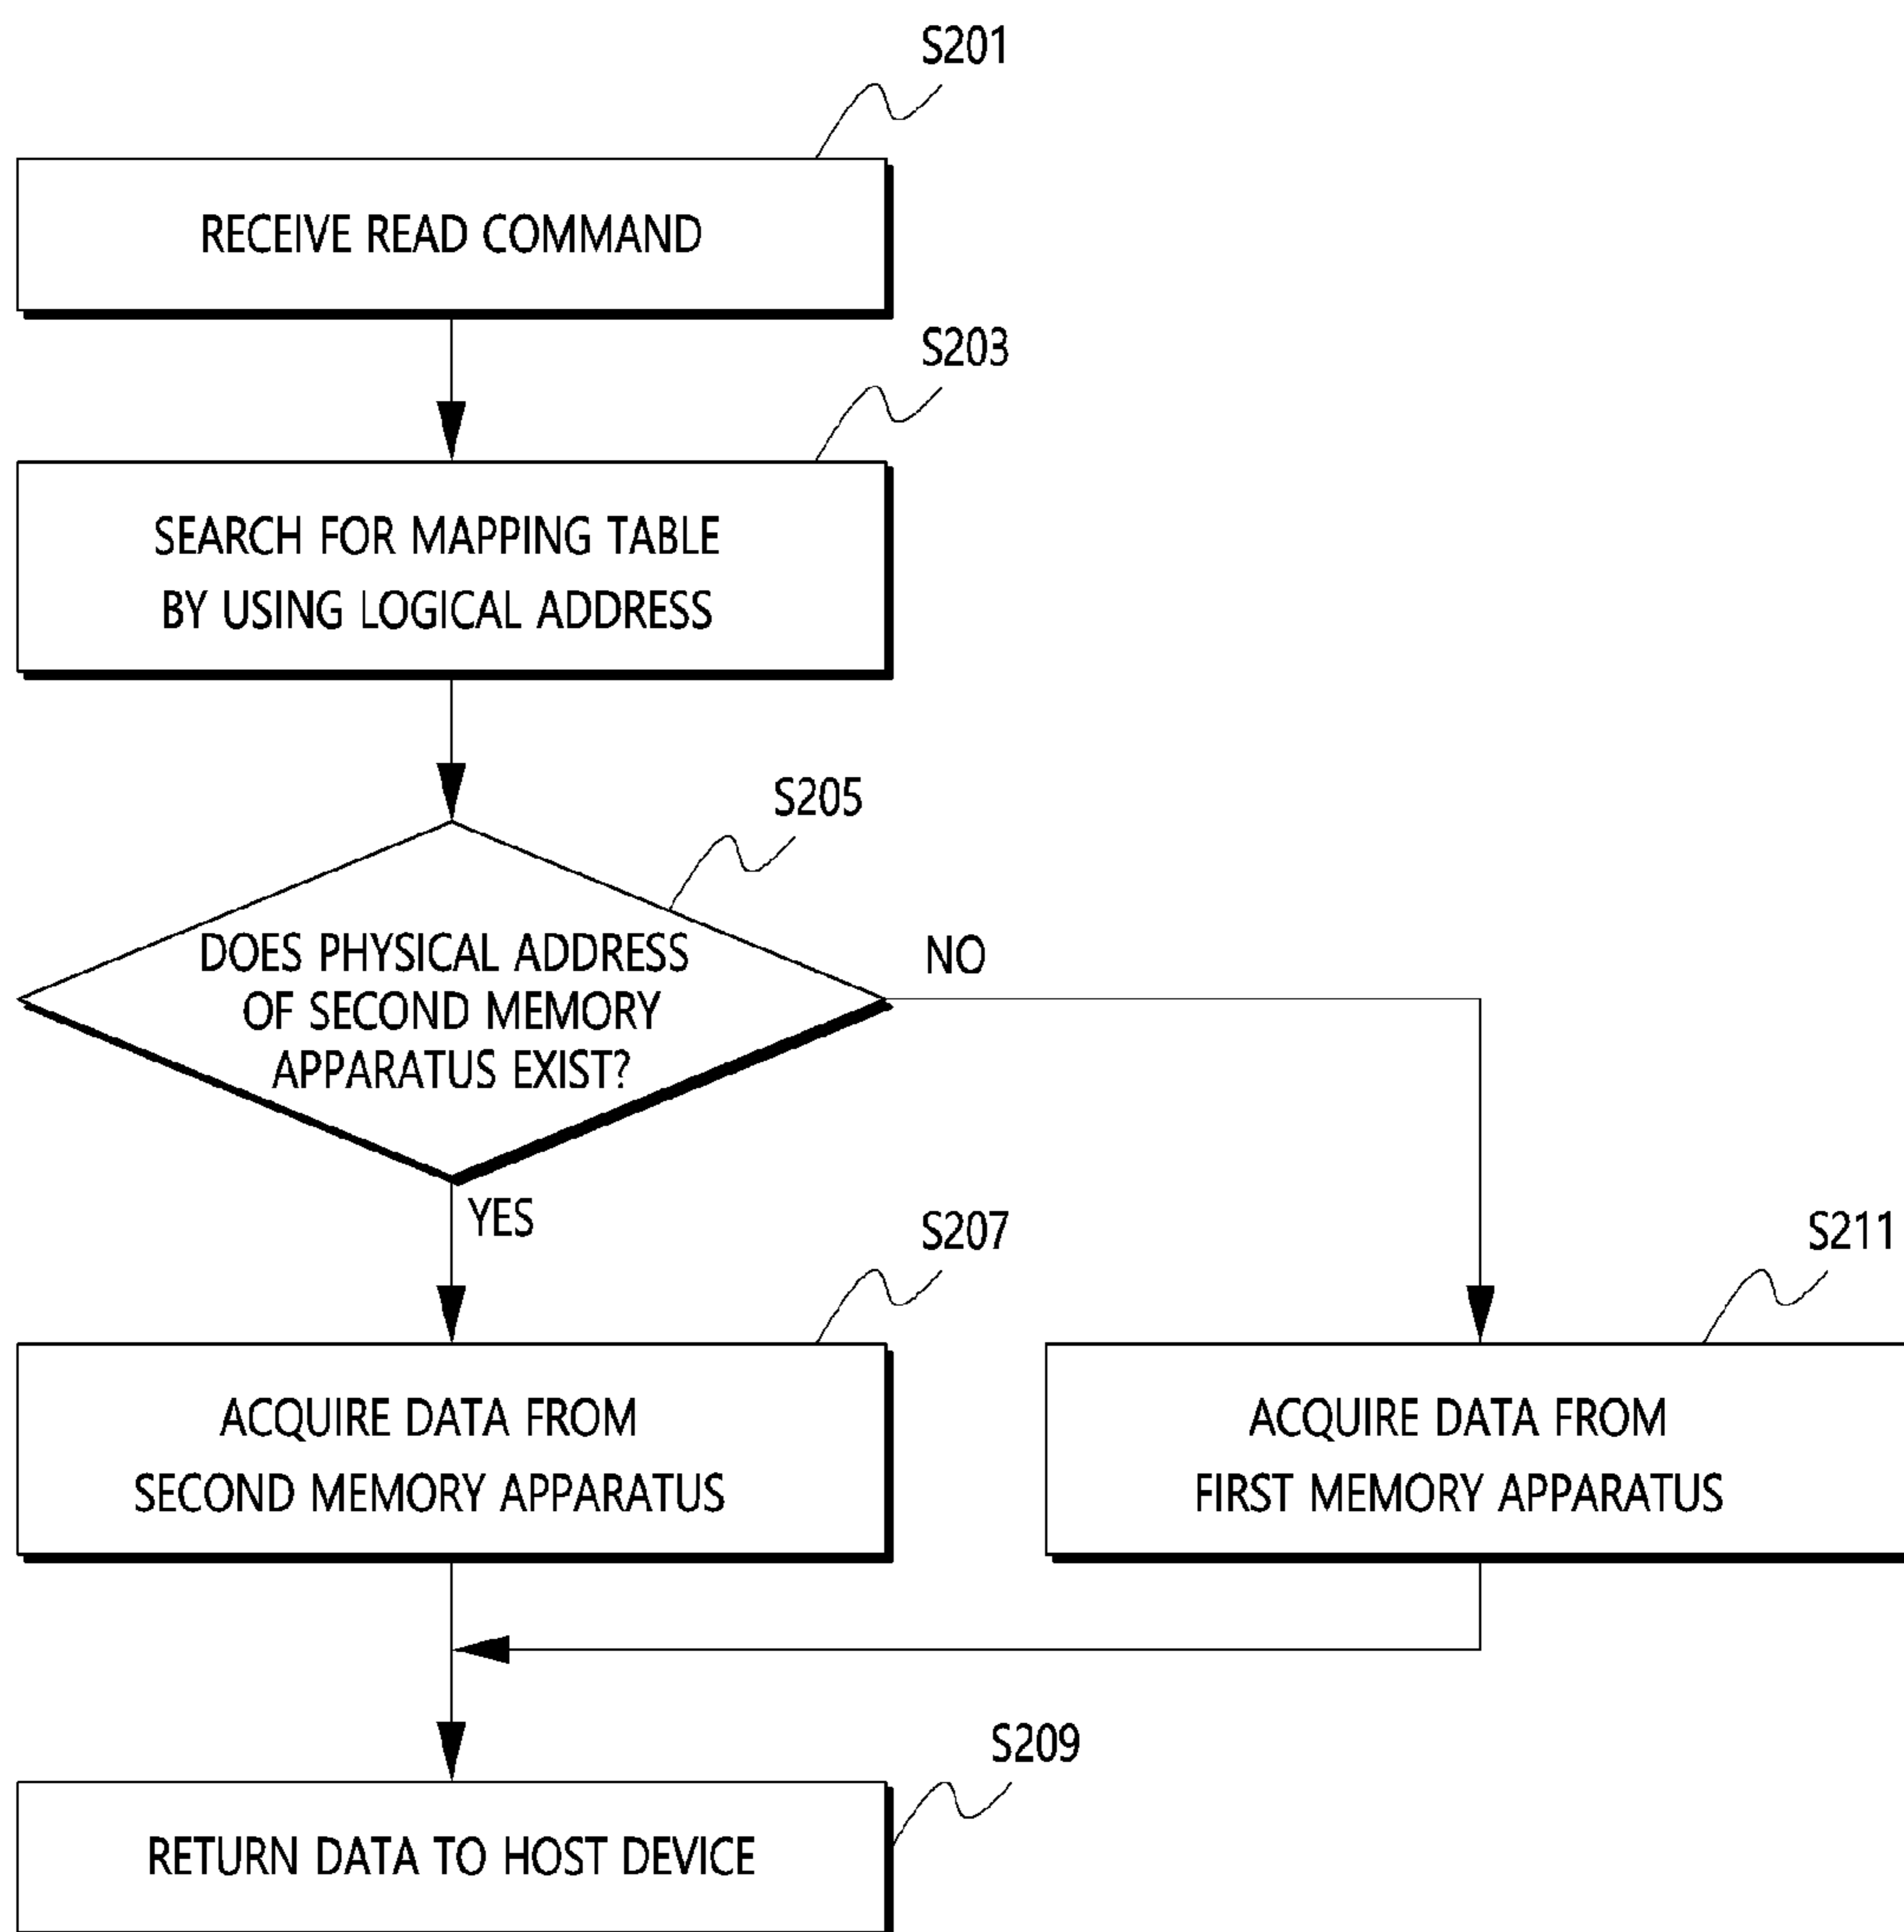 S201
RECEIVE READ COMMAND
S203
SEARCH FOR MAPPING TABLE
BY USING LOGICAL ADDRESS
S205
DOES PHYSICAL ADDRESS
OF SECOND MEMORY
APPARATUS EXIST?
NO
YES
S207
ACQUIRE DATA FROM
SECOND MEMORY APPARATUS
S211
ACQUIRE DATA FROM
FIRST MEMORY APPARATUS
S209
RETURN DATA TO HOST DEVICE